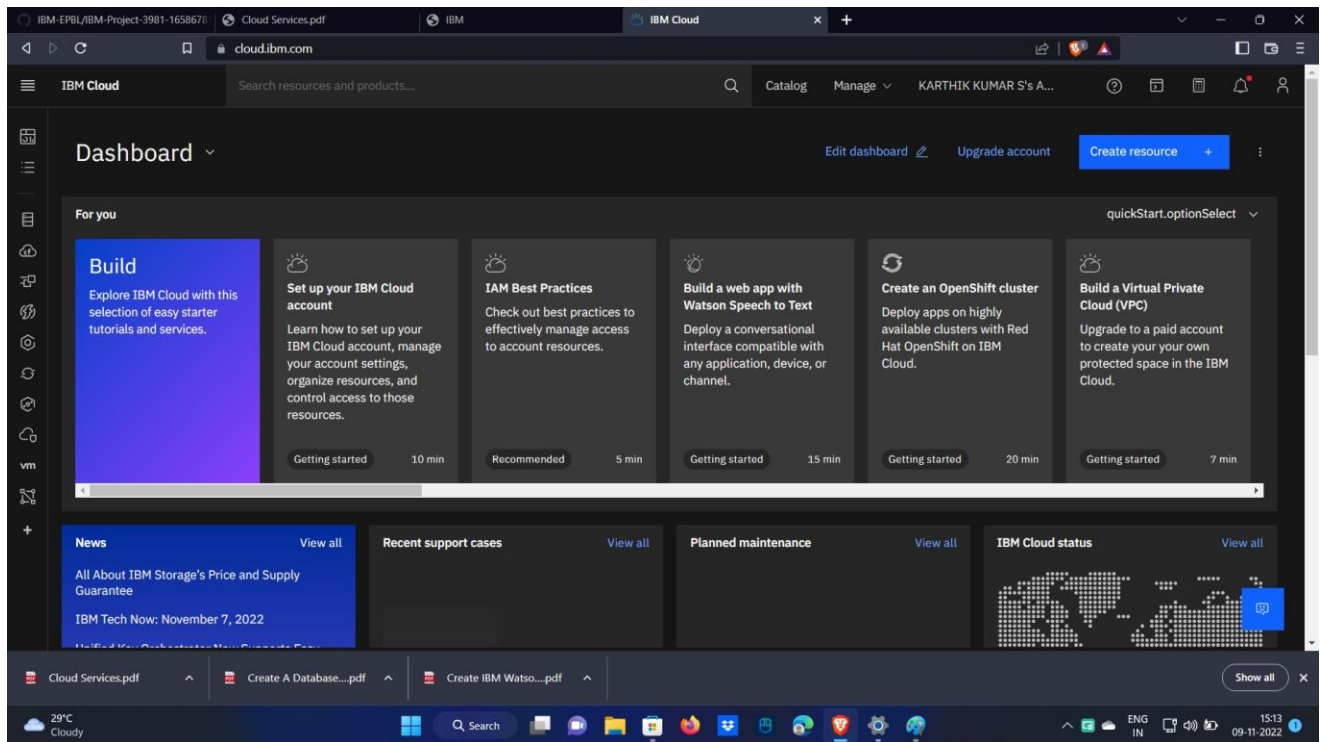 IBM-EPBL/IBM-Project-3981-1658678
Cloud Services.pdf
IBM
IBM Cloud
cloud.ibm.com
IBM Cloud
Search resources and products...
Catalog
Manage
KARTHIK KUMAR S's A...
Dashboard
Edit dashboard
Upgrade account
Create resource +
For you
quickStart.optionSelect
Build
Explore IBM Cloud with this
selection of easy starter
tutorials and services.
Set up your IBM Cloud
account
Learn how to set up your
IBM Cloud account, manage
your account settings,
organize resources, and
control access to those
resources.
Getting started 10 min
IAM Best Practices
Check out best practices to
effectively manage access
to account resources.
Recommended 5 min
Build a web app with
Watson Speech to Text
Deploy a conversational
interface compatible with
any application, device, or
channel.
Getting started 15 min
Create an OpenShift cluster
Deploy apps on highly
available clusters with Red
Hat OpenShift on IBM
Cloud.
Getting started 20 min
Build a Virtual Private
Cloud (VPC)
Upgrade to a paid account
to create your your own
protected space in the IBM
Cloud.
Getting started 7 min
vm
News View all
All About IBM Storage's Price and Supply
Guarantee
IBM Tech Now: November 7, 2022
Recent support cases View all
Planned maintenance View all
IBM Cloud status View all
Cloud Services.pdf
Create A Database....pdf
Create IBM Watso....pdf
Show all
29°C
Cloudy
Search
ENG
IN
15:13
09-11-2022
1